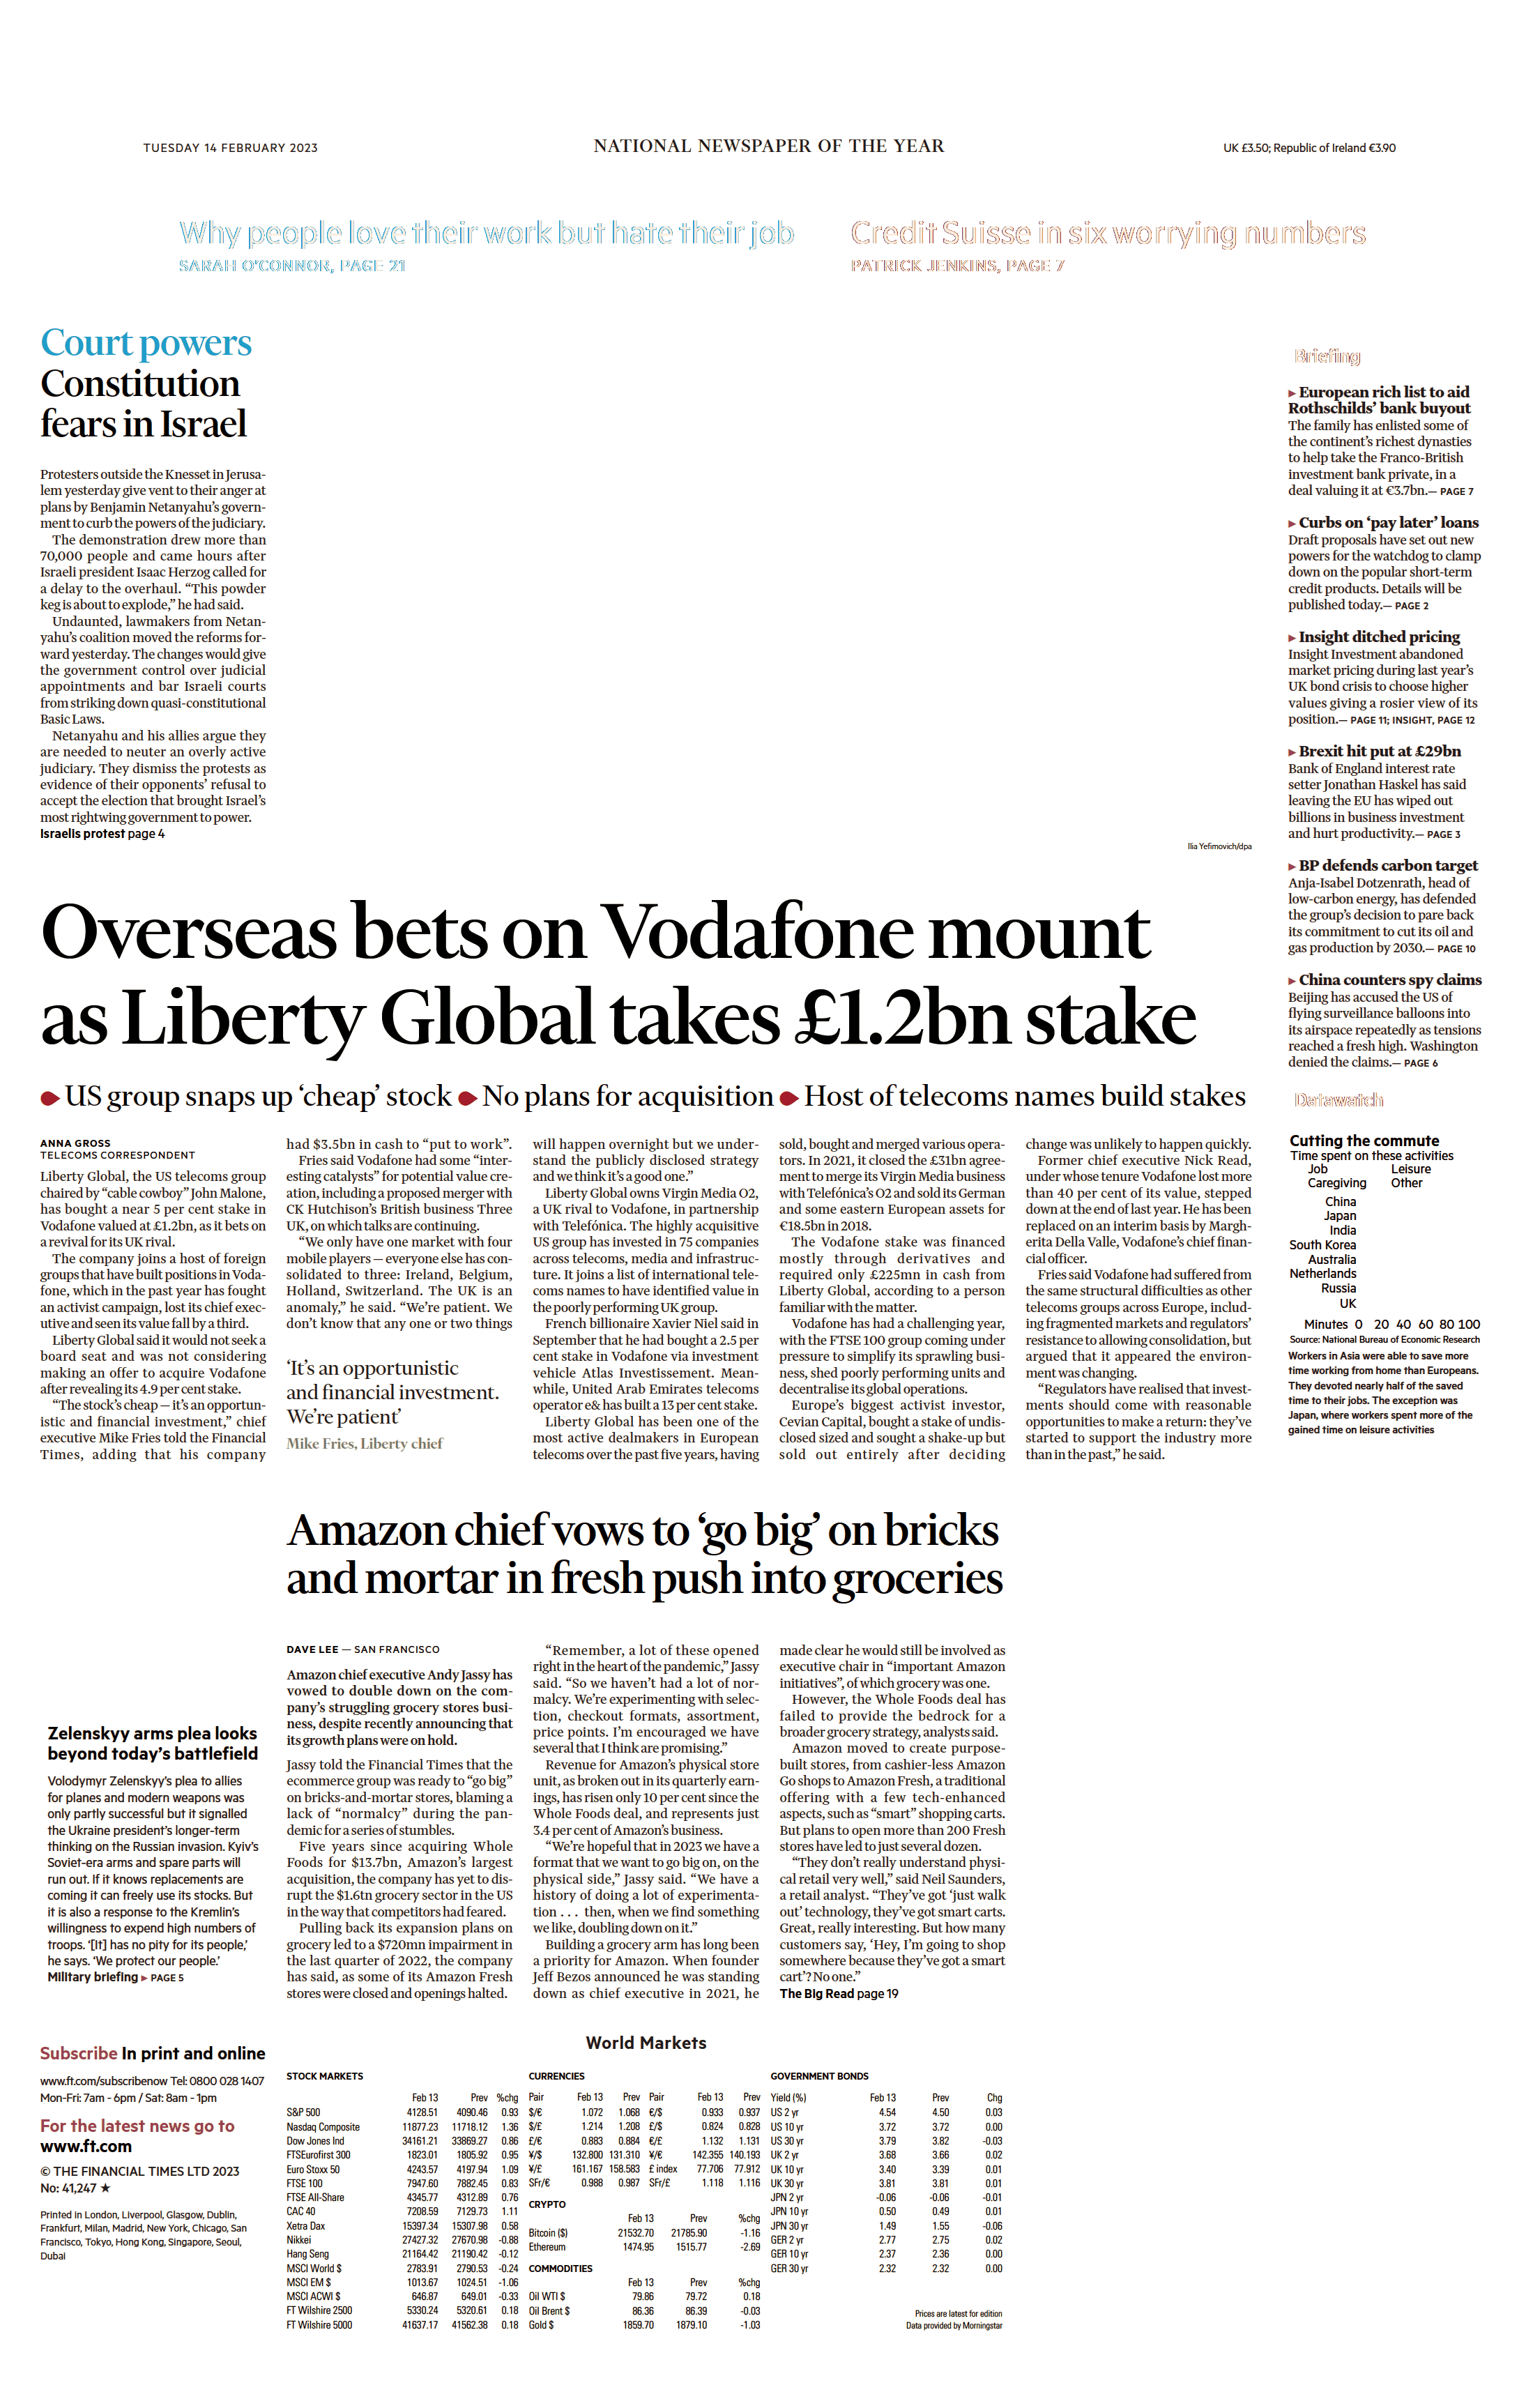 TUESDAY 14 FEBRUARY 2023
NATIONAL NEWSPAPER OF THE YEAR
UK £3.50; Republic of Ireland €3.90
Why people love their work but hate their job
SARAH O'CONNOR, PAGE 21
Credit Suisse in six worrying numbers
PATRICK JENKINS, PAGE 7
Court powers
Constitution
fears in Israel
Protesters outside the Knesset in Jerusa-
lem yesterday give vent to their anger at
plans by Benjamin Netanyahu's govern-
ment to curb the powers of the judiciary.
The demonstration drew more than
70,000 people and came hours after
Israeli president Isaac Herzog called for
a delay to the overhaul. “This powder
keg is about to explode,” he had said.
Undaunted, lawmakers from Netan-
yahu’s coalition moved the reforms for-
ward yesterday. The changes would give
the government control over judicial
appointments and bar Israeli courts
from striking down quasi-constitutional
Basic Laws.
Netanyahu and his allies argue they
are needed to neuter an overly active
judiciary. They dismiss the protests as
evidence of their opponents’ refusal to
accept the election that brought Israel’s
most rightwing government to power.
Israelis protest page 4
Ilia Yefimovich/dpa
Briefing
▸ European rich list to aid
Rothschilds’ bank buyout
The family has enlisted some of
the continent’s richest dynasties
to help take the Franco-British
investment bank private, in a
deal valuing it at €3.7bn.— PAGE 7
▸ Curbs on ‘pay later’ loans
Draft proposals have set out new
powers for the watchdog to clamp
down on the popular short-term
credit products. Details will be
published today.— PAGE 2
▸ Insight ditched pricing
Insight Investment abandoned
market pricing during last year’s
UK bond crisis to choose higher
values giving a rosier view of its
position.— PAGE 11; INSIGHT, PAGE 12
▸ Brexit hit put at £29bn
Bank of England interest rate
setter Jonathan Haskel has said
leaving the EU has wiped out
billions in business investment
and hurt productivity.— PAGE 3
▸ BP defends carbon target
Anja-Isabel Dotzenrath, head of
low-carbon energy, has defended
the group’s decision to pare back
its commitment to cut its oil and
gas production by 2030.— PAGE 10
▸ China counters spy claims
Beijing has accused the US of
flying surveillance balloons into
its airspace repeatedly as tensions
reached a fresh high. Washington
denied the claims.— PAGE 6
Datawatch
Cutting the commute
Time spent on these activities
Job Leisure
Caregiving Other
China
Japan
India
South Korea
Australia
Netherlands
Russia
UK
Minutes 0 20 40 60 80 100
Source: National Bureau of Economic Research
Workers in Asia were able to save more
time working from home than Europeans.
They devoted nearly half of the saved
time to their jobs. The exception was
Japan, where workers spent more of the
gained time on leisure activities
Overseas bets on Vodafone mount
as Liberty Global takes £1.2bn stake
US group snaps up ‘cheap’ stock No plans for acquisition Host of telecoms names build stakes
ANNA GROSS
TELECOMS CORRESPONDENT
Liberty Global, the US telecoms group
chaired by “cable cowboy” John Malone,
has bought a near 5 per cent stake in
Vodafone valued at £1.2bn, as it bets on
a revival for its UK rival.
The company joins a host of foreign
groups that have built positions in Voda-
fone, which in the past year has fought
an activist campaign, lost its chief exec-
utive and seen its value fall by a third.
Liberty Global said it would not seek a
board seat and was not considering
making an offer to acquire Vodafone
after revealing its 4.9 per cent stake.
“The stock’s cheap — it’s an opportun-
istic and financial investment,” chief
executive Mike Fries told the Financial
Times, adding that his company
had $3.5bn in cash to “put to work”.
Fries said Vodafone had some “inter-
esting catalysts” for potential value cre-
ation, including a proposed merger with
CK Hutchison’s British business Three
UK, on which talks are continuing.
“We only have one market with four
mobile players — everyone else has con-
solidated to three: Ireland, Belgium,
Holland, Switzerland. The UK is an
anomaly,” he said. “We’re patient. We
don’t know that any one or two things
‘It’s an opportunistic
and financial investment.
We’re patient’
Mike Fries, Liberty chief
will happen overnight but we under-
stand the publicly disclosed strategy
and we think it’s a good one.”
Liberty Global owns Virgin Media O2,
a UK rival to Vodafone, in partnership
with Telefónica. The highly acquisitive
US group has invested in 75 companies
across telecoms, media and infrastruc-
ture. It joins a list of international tele-
coms names to have identified value in
the poorly performing UK group.
French billionaire Xavier Niel said in
September that he had bought a 2.5 per
cent stake in Vodafone via investment
vehicle Atlas Investissement. Mean-
while, United Arab Emirates telecoms
operator e& has built a 13 per cent stake.
Liberty Global has been one of the
most active dealmakers in European
telecoms over the past five years, having
sold, bought and merged various opera-
tors. In 2021, it closed the £31bn agree-
ment to merge its Virgin Media business
with Telefónica’s O2 and sold its German
and some eastern European assets for
€18.5bn in 2018.
The Vodafone stake was financed
mostly through derivatives and
required only £225mn in cash from
Liberty Global, according to a person
familiar with the matter.
Vodafone has had a challenging year,
with the FTSE 100 group coming under
pressure to simplify its sprawling busi-
ness, shed poorly performing units and
decentralise its global operations.
Europe’s biggest activist investor,
Cevian Capital, bought a stake of undis-
closed sized and sought a shake-up but
sold out entirely after deciding
change was unlikely to happen quickly.
Former chief executive Nick Read,
under whose tenure Vodafone lost more
than 40 per cent of its value, stepped
down at the end of last year. He has been
replaced on an interim basis by Margh-
erita Della Valle, Vodafone’s chief finan-
cial officer.
Fries said Vodafone had suffered from
the same structural difficulties as other
telecoms groups across Europe, includ-
ing fragmented markets and regulators’
resistance to allowing consolidation, but
argued that it appeared the environ-
ment was changing.
“Regulators have realised that invest-
ments should come with reasonable
opportunities to make a return: they’ve
started to support the industry more
than in the past,” he said.
Amazon chief vows to ‘go big’ on bricks
and mortar in fresh push into groceries
DAVE LEE — SAN FRANCISCO
Amazon chief executive Andy Jassy has
vowed to double down on the com-
pany’s struggling grocery stores busi-
ness, despite recently announcing that
its growth plans were on hold.
Jassy told the Financial Times that the
ecommerce group was ready to “go big”
on bricks-and-mortar stores, blaming a
lack of “normalcy” during the pan-
demic for a series of stumbles.
Five years since acquiring Whole
Foods for $13.7bn, Amazon’s largest
acquisition, the company has yet to dis-
rupt the $1.6tn grocery sector in the US
in the way that competitors had feared.
Pulling back its expansion plans on
grocery led to a $720mn impairment in
the last quarter of 2022, the company
has said, as some of its Amazon Fresh
stores were closed and openings halted.
“Remember, a lot of these opened
right in the heart of the pandemic,” Jassy
said. “So we haven’t had a lot of nor-
malcy. We’re experimenting with selec-
tion, checkout formats, assortment,
price points. I’m encouraged we have
several that I think are promising.”
Revenue for Amazon’s physical store
unit, as broken out in its quarterly earn-
ings, has risen only 10 per cent since the
Whole Foods deal, and represents just
3.4 per cent of Amazon’s business.
“We’re hopeful that in 2023 we have a
format that we want to go big on, on the
physical side,” Jassy said. “We have a
history of doing a lot of experimenta-
tion . . . then, when we find something
we like, doubling down on it.”
Building a grocery arm has long been
a priority for Amazon. When founder
Jeff Bezos announced he was standing
down as chief executive in 2021, he
made clear he would still be involved as
executive chair in “important Amazon
initiatives”, of which grocery was one.
However, the Whole Foods deal has
failed to provide the bedrock for a
broader grocery strategy, analysts said.
Amazon moved to create purpose-
built stores, from cashier-less Amazon
Go shops to Amazon Fresh, a traditional
offering with a few tech-enhanced
aspects, such as “smart” shopping carts.
But plans to open more than 200 Fresh
stores have led to just several dozen.
“They don’t really understand physi-
cal retail very well,” said Neil Saunders,
a retail analyst. “They’ve got ‘just walk
out’ technology, they’ve got smart carts.
Great, really interesting. But how many
customers say, ‘Hey, I’m going to shop
somewhere because they’ve got a smart
cart’? No one.”
The Big Read page 19
Zelenskyy arms plea looks
beyond today’s battlefield
Volodymyr Zelenskyy’s plea to allies
for planes and modern weapons was
only partly successful but it signalled
the Ukraine president’s longer-term
thinking on the Russian invasion. Kyiv’s
Soviet-era arms and spare parts will
run out. If it knows replacements are
coming it can freely use its stocks. But
it is also a response to the Kremlin’s
willingness to expend high numbers of
troops. ‘[It] has no pity for its people,’
he says. ‘We protect our people.’
Military briefing ▸ PAGE 5
Subscribe In print and online
www.ft.com/subscribenow Tel: 0800 028 1407
Mon-Fri: 7am - 6pm / Sat: 8am - 1pm
For the latest news go to
www.ft.com
© THE FINANCIAL TIMES LTD 2023
No: 41,247 ★
Printed in London, Liverpool, Glasgow, Dublin,
Frankfurt, Milan, Madrid, New York, Chicago, San
Francisco, Tokyo, Hong Kong, Singapore, Seoul,
Dubai
World Markets
STOCK MARKETS
Feb 13 Prev %chg
S&P 500 4128.51 4090.46 0.93
Nasdaq Composite 11877.23 11718.12 1.36
Dow Jones Ind 34161.21 33869.27 0.86
FTSEurofirst 300 1823.01 1805.92 0.95
Euro Stoxx 50 4243.57 4197.94 1.09
FTSE 100 7947.60 7882.45 0.83
FTSE All-Share 4345.77 4312.89 0.76
CAC 40 7208.59 7129.73 1.11
Xetra Dax 15397.34 15307.98 0.58
Nikkei 27427.32 27670.98 -0.88
Hang Seng 21164.42 21190.42 -0.12
MSCI World $ 2783.91 2790.53 -0.24
MSCI EM $ 1013.67 1024.51 -1.06
MSCI ACWI $ 646.87 649.01 -0.33
FT Wilshire 2500 5330.24 5320.61 0.18
FT Wilshire 5000 41637.17 41562.38 0.18
CURRENCIES
Pair Feb 13 Prev Pair Feb 13 Prev
$/€ 1.072 1.068 €/$ 0.933 0.937
$/£ 1.214 1.208 £/$ 0.824 0.828
£/€ 0.883 0.884 €/£ 1.132 1.131
¥/$ 132.800 131.310 ¥/€ 142.355 140.193
¥/£ 161.167 158.583 £ index 77.706 77.912
SFr/€ 0.988 0.987 SFr/£ 1.118 1.116
CRYPTO
Feb 13 Prev %chg
Bitcoin ($) 21532.70 21785.90 -1.16
Ethereum 1474.95 1515.77 -2.69
COMMODITIES
Feb 13 Prev %chg
Oil WTI $ 79.86 79.72 0.18
Oil Brent $ 86.36 86.39 -0.03
Gold $ 1859.70 1879.10 -1.03
GOVERNMENT BONDS
Yield (%) Feb 13 Prev Chg
US 2 yr 4.54 4.50 0.03
US 10 yr 3.72 3.72 0.00
US 30 yr 3.79 3.82 -0.03
UK 2 yr 3.68 3.66 0.02
UK 10 yr 3.40 3.39 0.01
UK 30 yr 3.81 3.81 0.01
JPN 2 yr -0.06 -0.06 -0.01
JPN 10 yr 0.50 0.49 0.01
JPN 30 yr 1.49 1.55 -0.06
GER 2 yr 2.77 2.75 0.02
GER 10 yr 2.37 2.36 0.00
GER 30 yr 2.32 2.32 0.00
Prices are latest for edition
Data provided by Morningstar